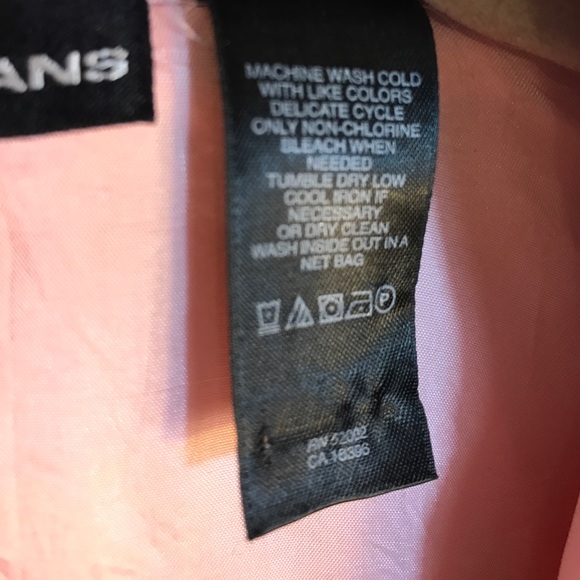 ANS
MACHINE WASH COLD
WITH LIKE COLORS
DELICATE CYCLE
ONLY NON-CHLORINE
BLEACH WHEN
NEEDED
TUMBLE DRY LOW
COOL IRON IF
NECESSARY
OR DRY CLEAN
WASH INSIDE OUT IN A
NET BAG
P
RN 52002
CA 16396